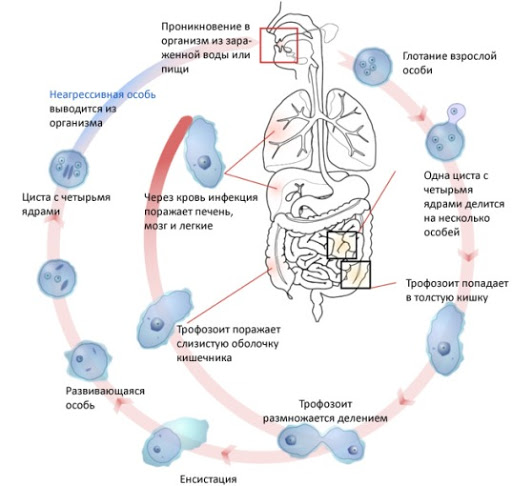 Проникновение в
организм из зара-
женной воды или
пищи
Глотание взрослой
особи
Неагрессивная особь
выводится из
организма
Одна циста с
четырьмя
ядрами делится
на несколько
особей
Циста с четырьмя
ядрами
Через кровь инфекция
поражает печень,
мозг и легкие
Трофозоит попадает
в толстую кишку
Трофозоит поражает
слизистую оболочку
кишечника
Развивающаяся
особь
Трофозоит
размножается делением
Енсистация